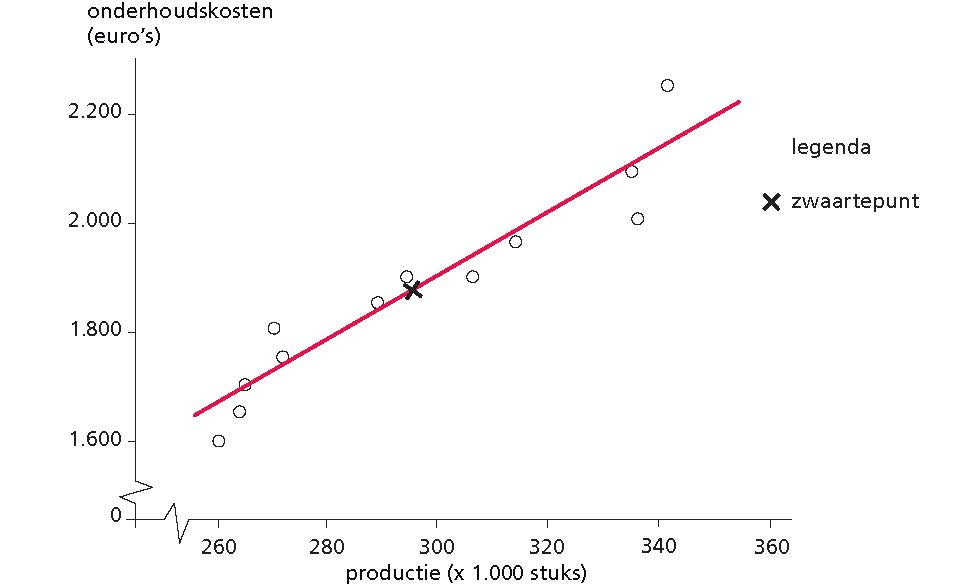 onderhoudskosten
(euro's)
2.200
2.000
1.800
1.600
0
260 280 300 320 340 360
productie (x 1.000 stuks)
legenda
zwaartepunt